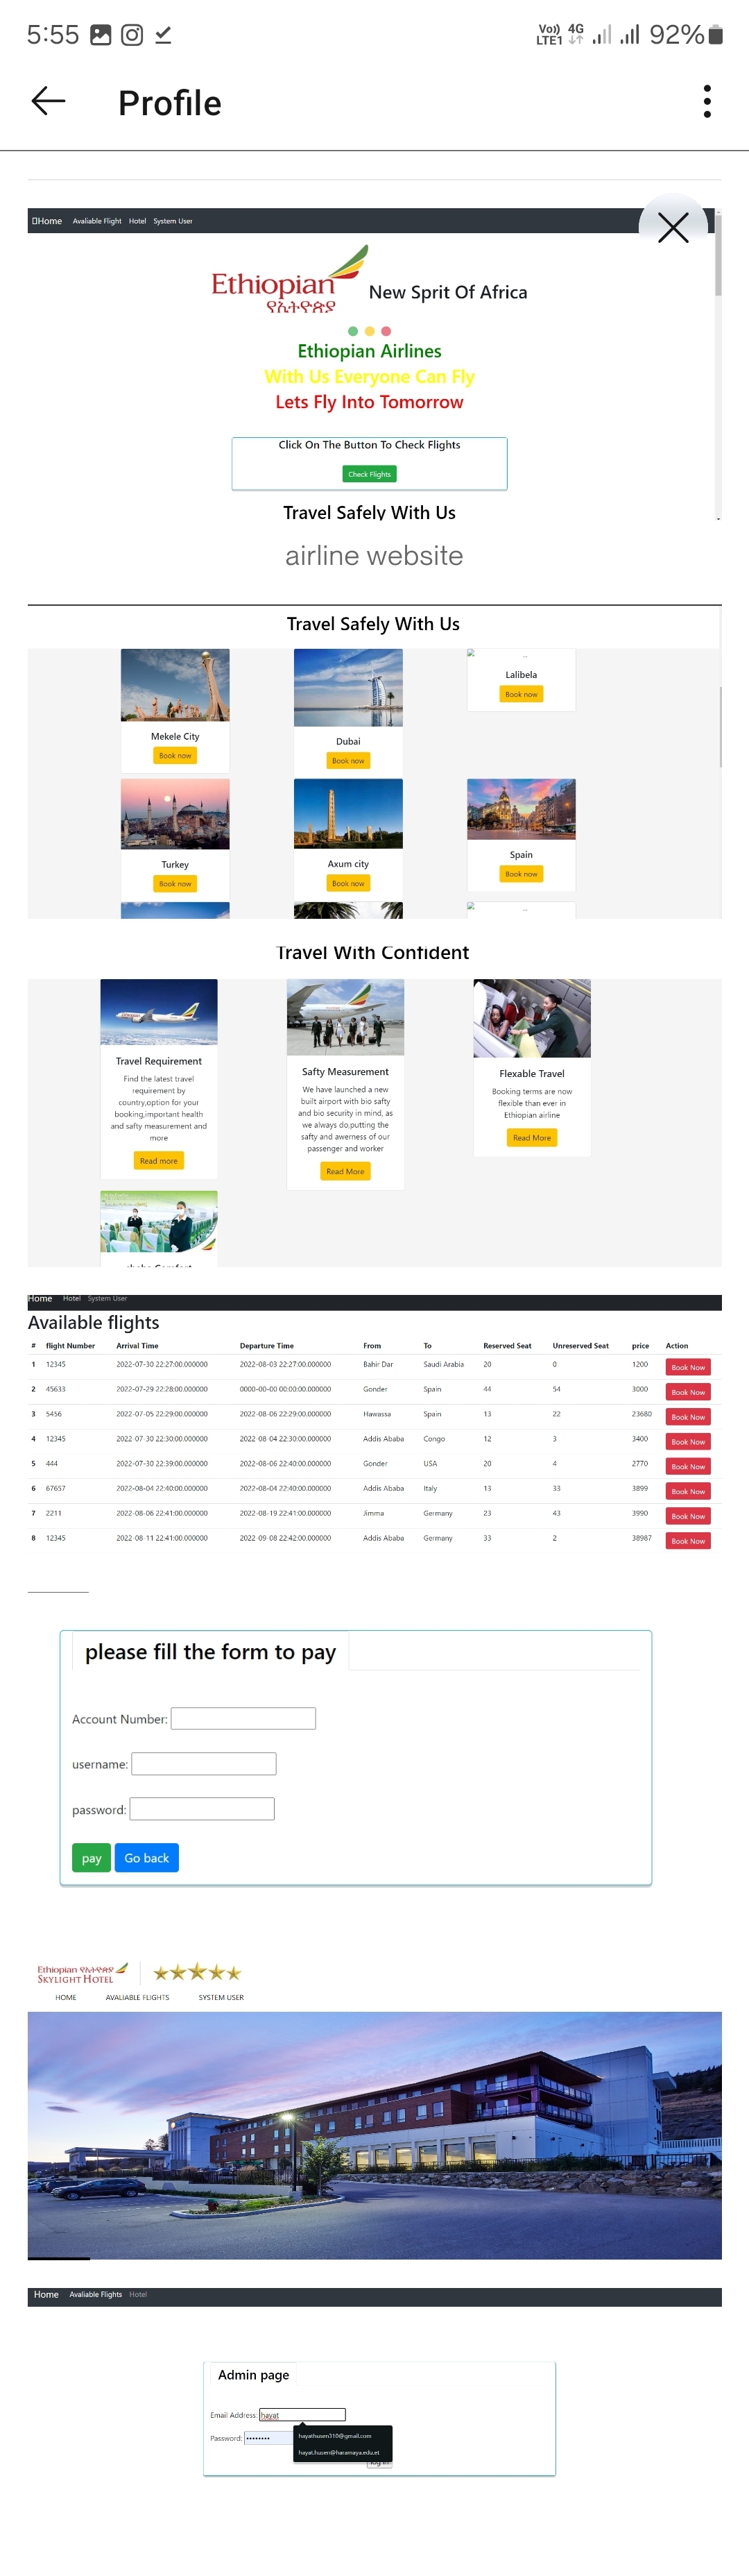 5:55
Vo)) LTE1 4G 92%
Profile
Home Avaliable Flight Hotel System User
Ethiopian
የኢትዮጵያ
New Sprit Of Africa
Ethiopian Airlines
With Us Everyone Can Fly
Lets Fly Into Tomorrow
Click On The Button To Check Flights
Check Flights
Travel Safely With Us
airline website
Travel Safely With Us
...
Lalibela
Book now
Mekele City
Book now
Dubai
Book now
Turkey
Book now
Axum city
Book now
Spain
Book now
...
Travel With Confident
Travel Requirement
Find the latest travel
requirement by
country,option for your
booking,important health
and safty measurement and
more
Read more
Safty Measurement
We have launched a new
built airport with bio safty
and bio security in mind, as
we always do,putting the
safty and awerness of our
passenger and worker
Read More
Flexable Travel
Booking terms are now
flexible than ever in
Ethiopian airline
Read More
Home Hotel System User
Available flights
# flight Number Arrival Time Departure Time From To Reserved Seat Unreserved Seat price Action
1 12345 2022-07-30 22:27:00.000000 2022-08-03 22:27:00.000000 Bahir Dar Saudi Arabia 20 0 1200 Book Now
2 45633 2022-07-29 22:28:00.000000 0000-00-00 00:00:00.000000 Gonder Spain 44 54 3000 Book Now
3 5456 2022-07-05 22:29:00.000000 2022-08-06 22:29:00.000000 Hawassa Spain 13 22 23680 Book Now
4 12345 2022-07-30 22:30:00.000000 2022-08-04 22:30:00.000000 Addis Ababa Congo 12 3 3400 Book Now
5 444 2022-07-30 22:39:00.000000 2022-08-06 22:40:00.000000 Gonder USA 20 4 2770 Book Now
6 67657 2022-08-04 22:40:00.000000 2022-08-04 22:40:00.000000 Addis Ababa Italy 13 33 3899 Book Now
7 2211 2022-08-06 22:41:00.000000 2022-08-19 22:41:00.000000 Jimma Germany 23 43 3990 Book Now
8 12345 2022-08-11 22:41:00.000000 2022-09-08 22:42:00.000000 Addis Ababa Germany 33 2 38987 Book Now
please fill the form to pay
Account Number:
username:
password:
pay Go back
Ethiopian የኢትዮጵያ
SKYLIGHT HOTEL
HOME AVALIABLE FLIGHTS SYSTEM USER
Home Avaliable Flights Hotel
Admin page
Email Address: hayat
hayathusen310@gmail.com
Password: ••••••••
hayat.husen@haramaya.edu.et
log in